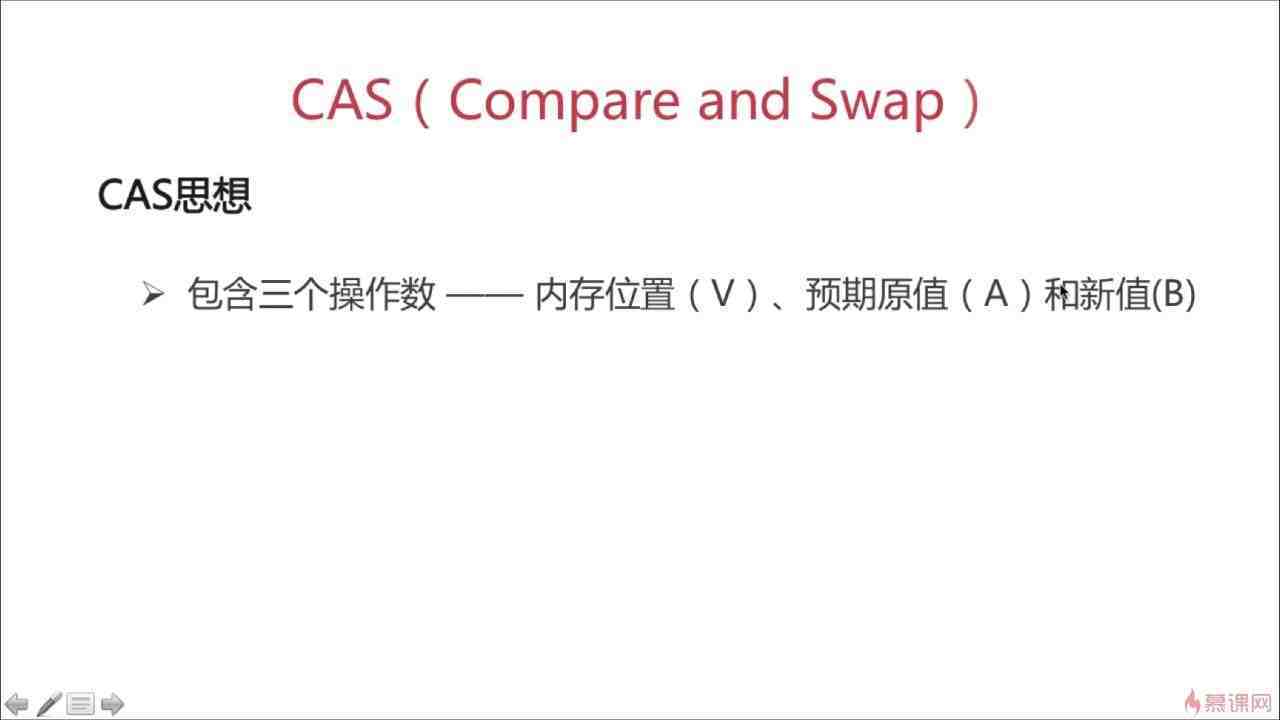 CAS（Compare and Swap）
CAS思想
包含三个操作数 —— 内存位置（V）、预期原值（A）和新值(B)
慕课网